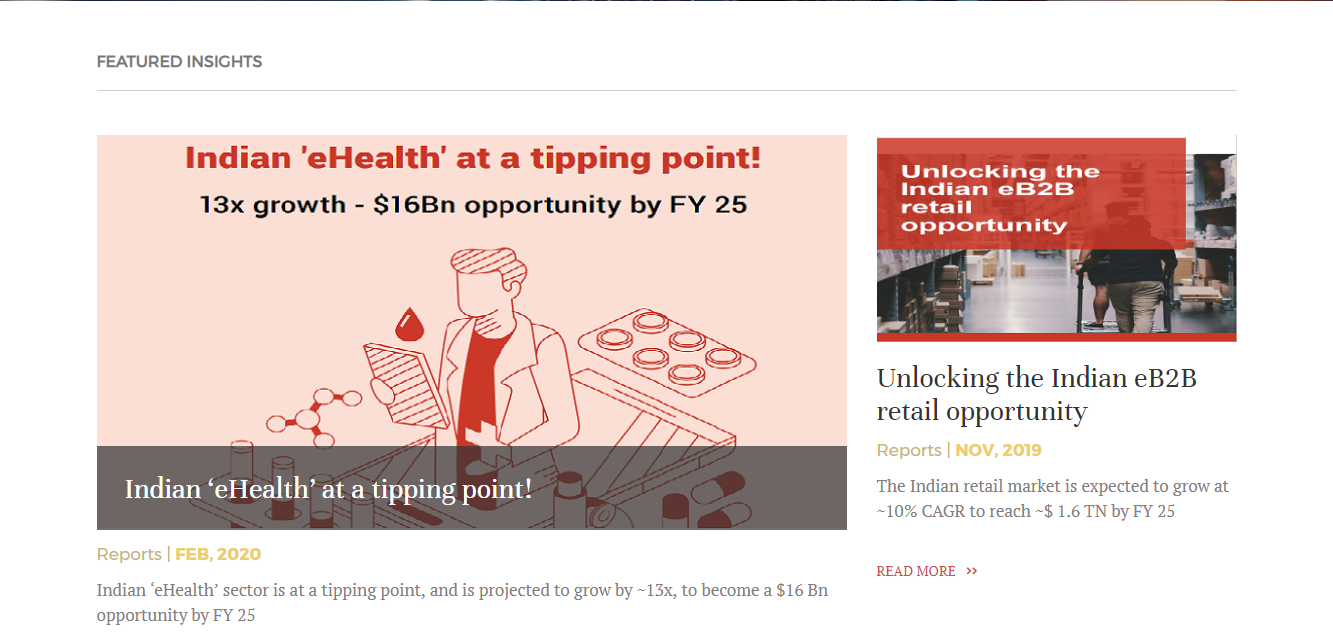 FEATURED INSIGHTS
Indian 'eHealth' at a tipping point!
13x growth - $16Bn opportunity by FY 25
Indian ‘eHealth’ at a tipping point!
Reports | FEB, 2020
Indian ‘eHealth’ sector is at a tipping point, and is projected to grow by ~13x, to become a $16 Bn
opportunity by FY 25
Unlocking the
Indian eB2B
retail
opportunity
Unlocking the Indian eB2B
retail opportunity
Reports | NOV, 2019
The Indian retail market is expected to grow at
~10% CAGR to reach ~$ 1.6 TN by FY 25
READ MORE »